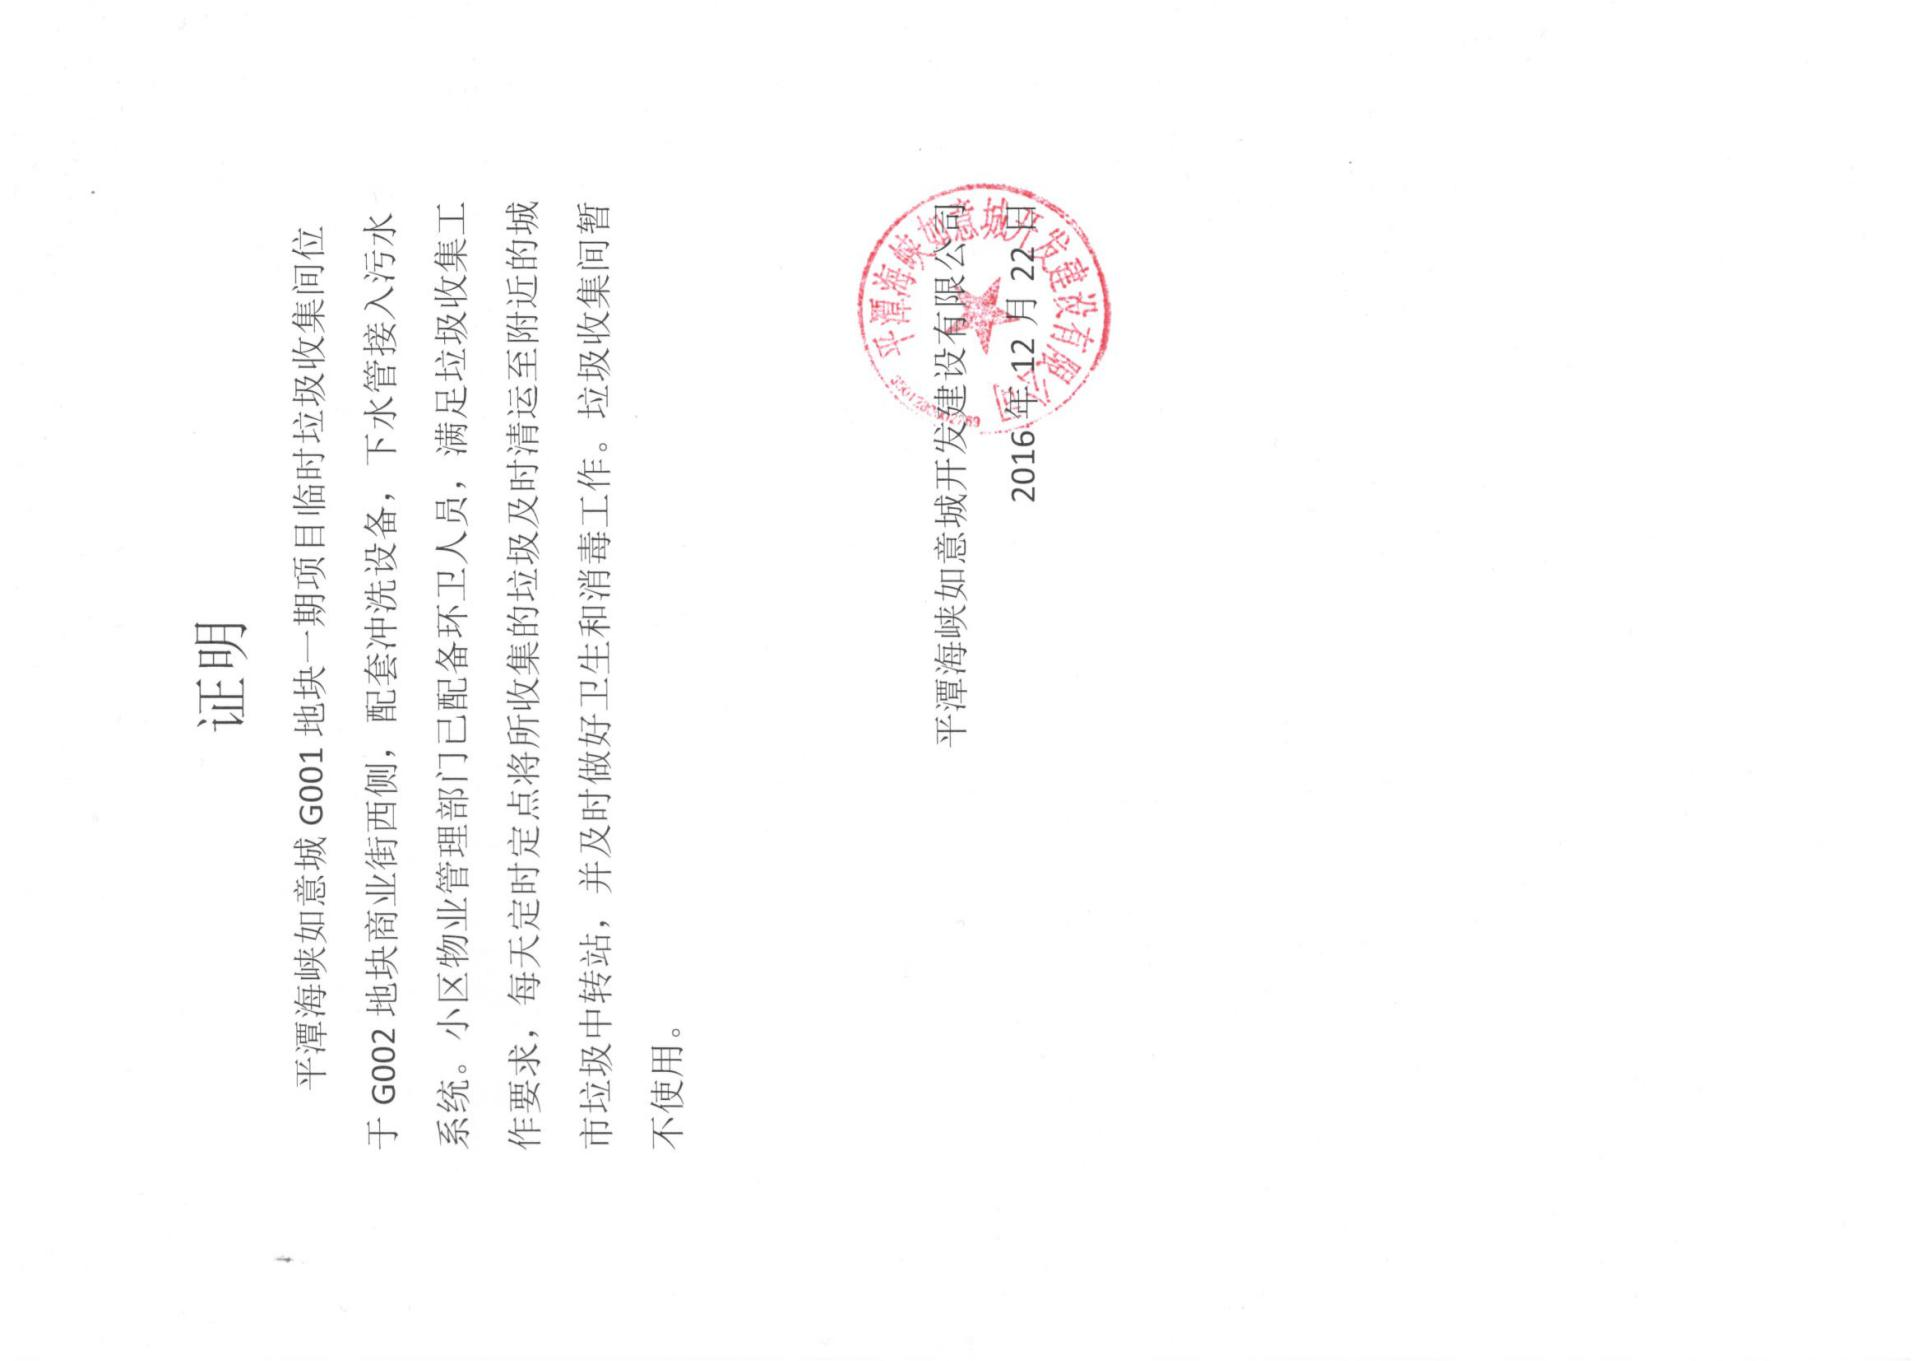 证明
平潭海峡如意城 G001 地块一期项目临时垃圾收集间位
于 G002 地块商业街西侧，配套冲洗设备，下水管接入污水
系统。小区物业管理部门已配备环卫人员，满足垃圾收集工
作要求，每天定时定点将所收集的垃圾及时清运至附近的城
市垃圾中转站，并及时做好卫生和消毒工作。垃圾收集间暂
不使用。
平潭海峡如意城开发建设有限公司
2016 年 12 月 22 日
平潭海峡如意城开发建设有限公司